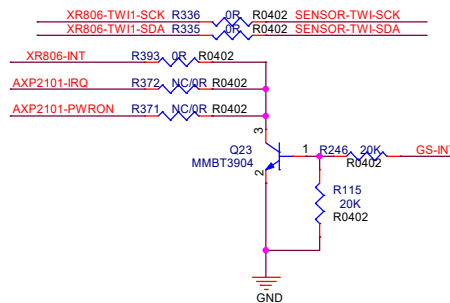 XR806-TWI1-SCK R336 0R R0402 SENSOR-TWI-SCK
XR806-TWI1-SDA R335 0R R0402 SENSOR-TWI-SDA
XR806-INT R393 0R R0402
AXP2101-IRQ R372 NC/0R R0402
AXP2101-PWRON R371 NC/0R R0402
3
Q23
MMBT3904
1
R246 20K
GS-INT
R0402
2
R115
20K
R0402
GND